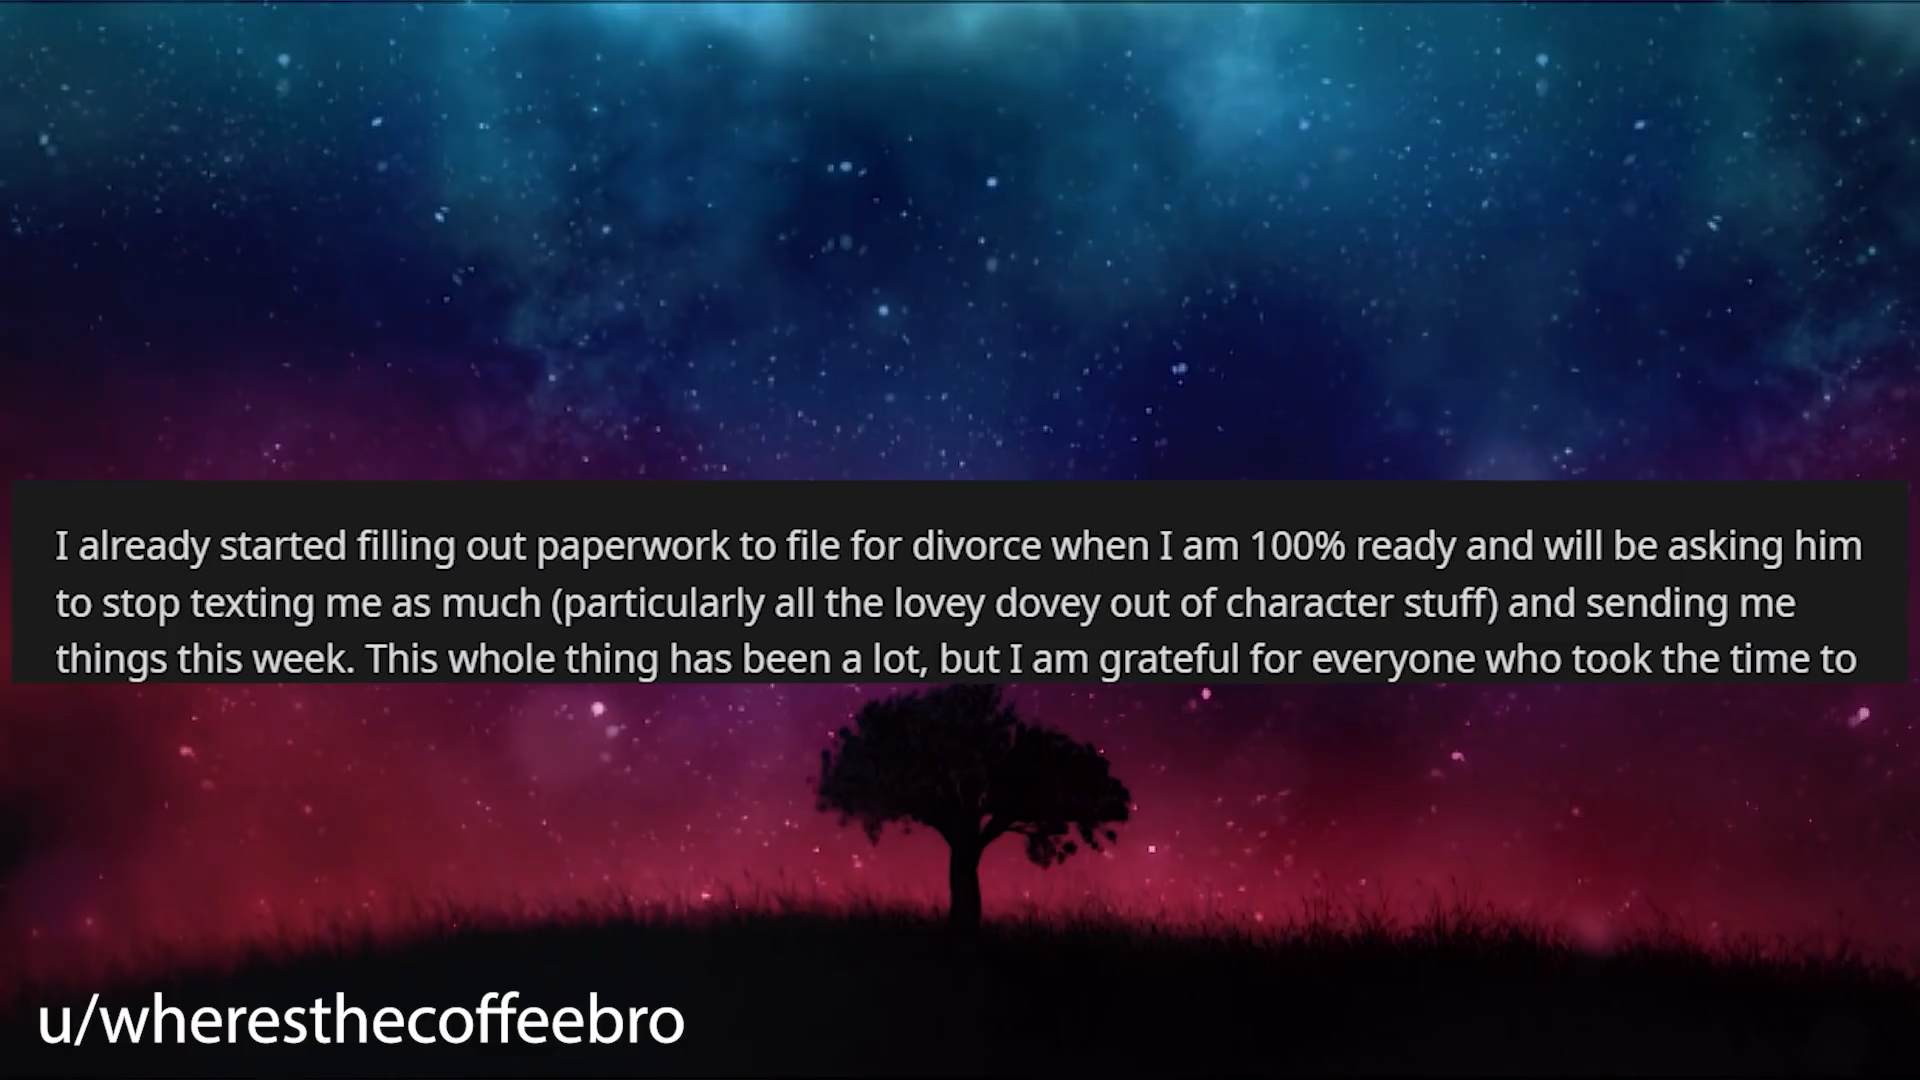 I already started filling out paperwork to file for divorce when I am 100% ready and will be asking him
to stop texting me as much (particularly all the lovey dovey out of character stuff) and sending me
things this week. This whole thing has been a lot, but I am grateful for everyone who took the time to
u/wheresthecoffeebro